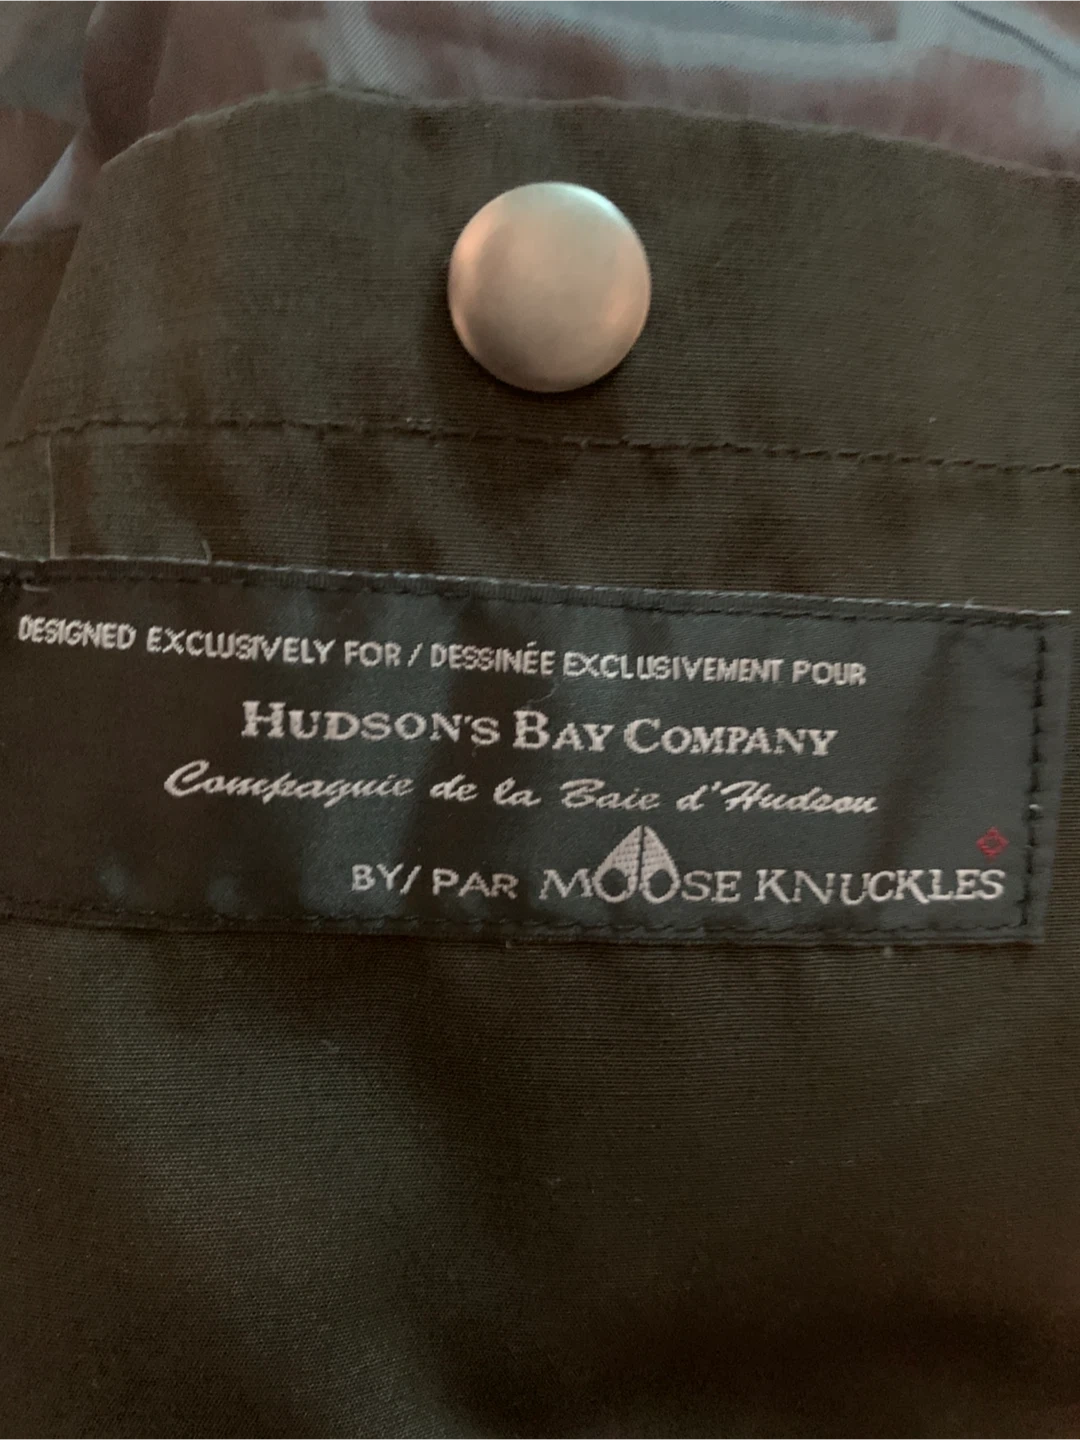 DESIGNED EXCLUSIVELY FOR / DESSINÉE EXCLUSIVEMENT POUR
HUDSON'S BAY COMPANY
Compagnie de la Baie d'Hudson
BY/ PAR MOOSE KNUCKLES